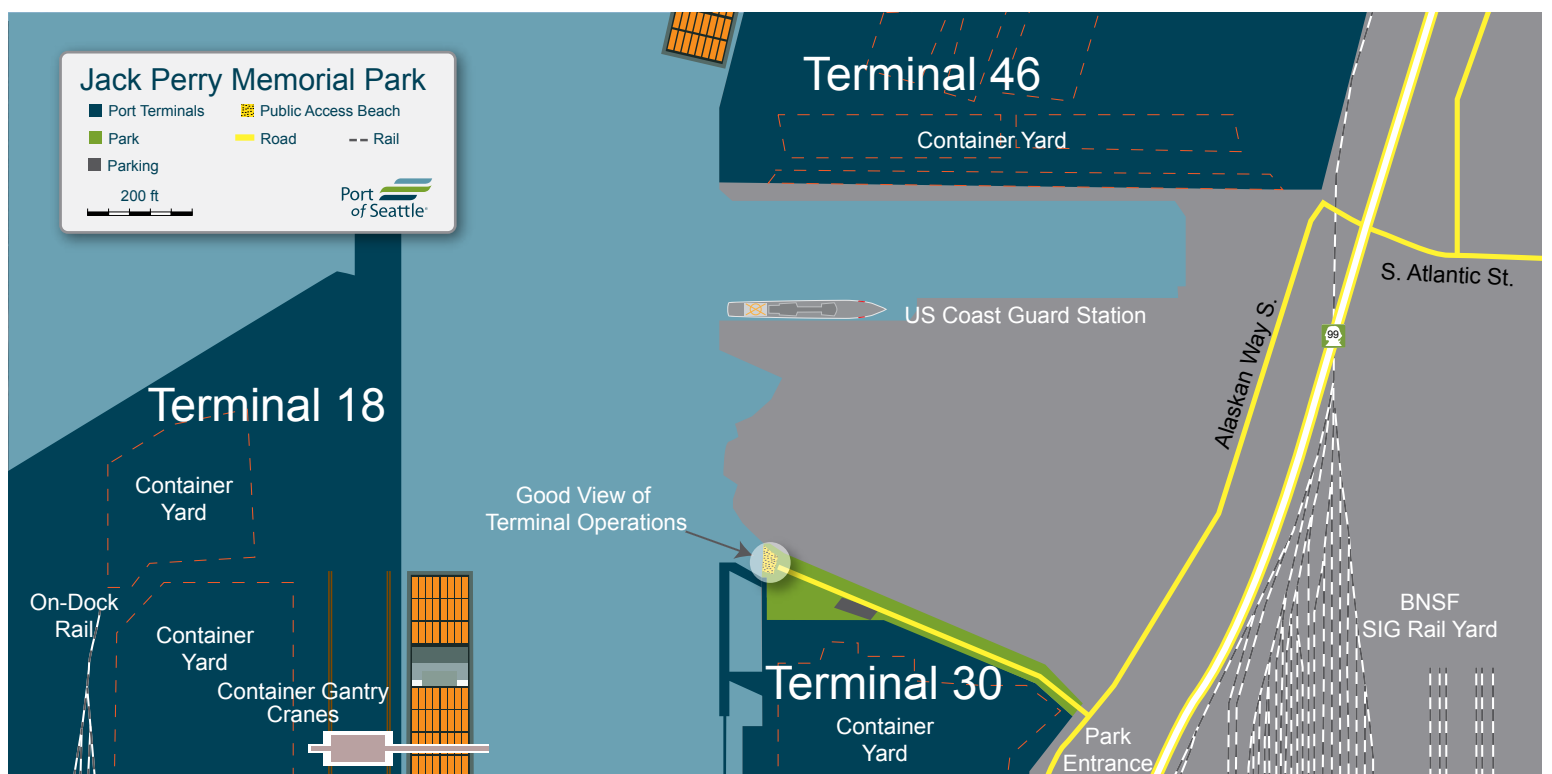 Jack Perry Memorial Park
Port Terminals
Public Access Beach
Park
Road
Rail
Parking
200 ft
Port
of Seattle
Terminal 46
Container Yard
S. Atlantic St.
US Coast Guard Station
99
Alaskan Way S.
Terminal 18
Container
Yard
Good View of
Terminal Operations
On-Dock
Rail
Container
Yard
BNSF
SIG Rail Yard
Container Gantry
Cranes
Terminal 30
Container
Yard
Park
Entrance